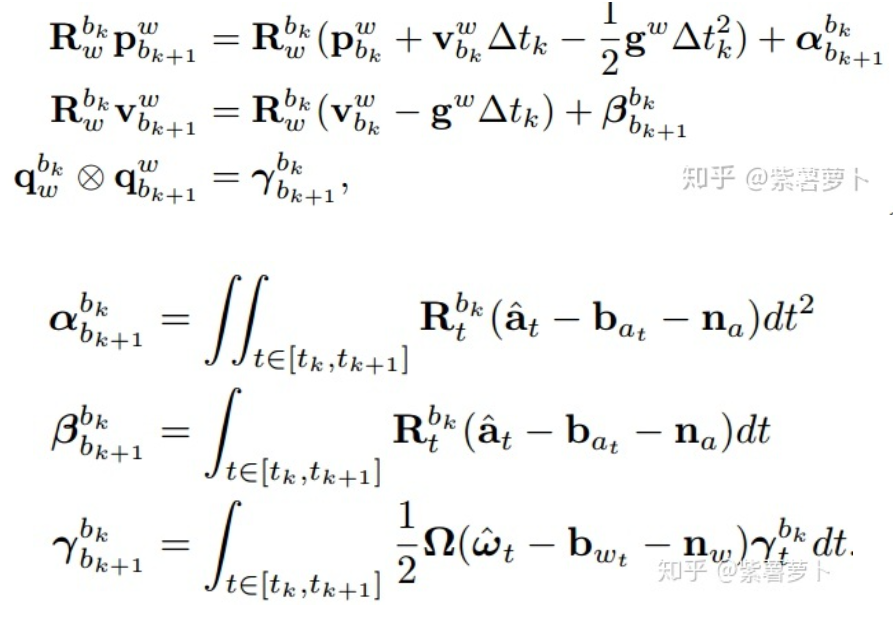 R_w^{b_k} p_{b_{k+1}}^w = R_w^{b_k} (p_{b_k}^w + v_{b_k}^w Δt_k − \frac{1}{2} g^w Δt_k^2) + α_{b_{k+1}}^{b_k}
R_w^{b_k} v_{b_{k+1}}^w = R_w^{b_k} (v_{b_k}^w − g^w Δt_k) + β_{b_{k+1}}^{b_k}
q_w^{b_k} ⊗ q_{b_{k+1}}^w = γ_{b_{k+1}}^{b_k},
知乎 @紫薯萝卜
α_{b_{k+1}}^{b_k} = ∬_{t∈[t_k,t_{k+1}]} R_t^{b_k} (â_t − b_{a_t} − n_a)dt^2
β_{b_{k+1}}^{b_k} = ∫_{t∈[t_k,t_{k+1}]} R_t^{b_k} (â_t − b_{a_t} − n_a)dt
γ_{b_{k+1}}^{b_k} = ∫_{t∈[t_k,t_{k+1}]} \frac{1}{2} Ω(ω̂_t − b_{w_t} − n_w)γ_t^{b_k} dt.
知乎 @紫薯萝卜